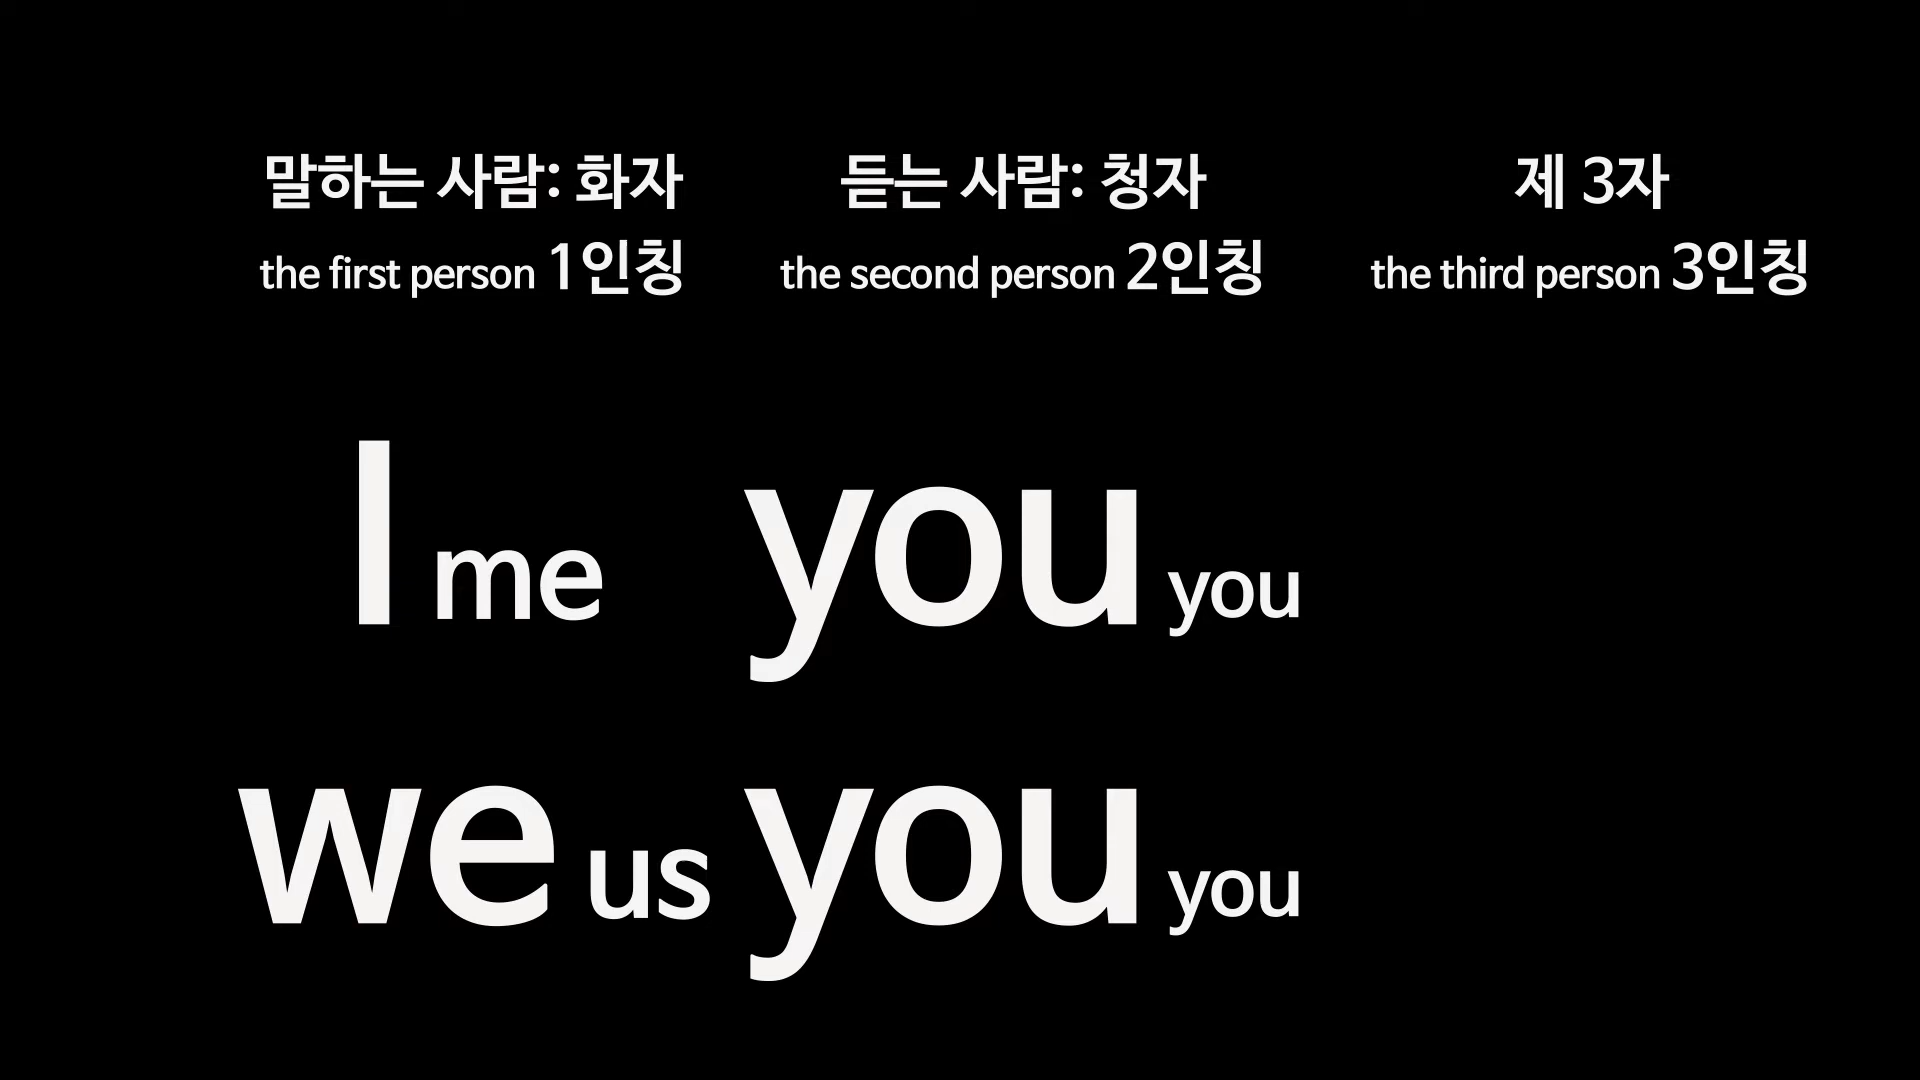 말하는 사람: 화자 듣는 사람: 청자 제 3자
the first person 1인칭 the second person 2인칭 the third person 3인칭
I me you you
we us you you